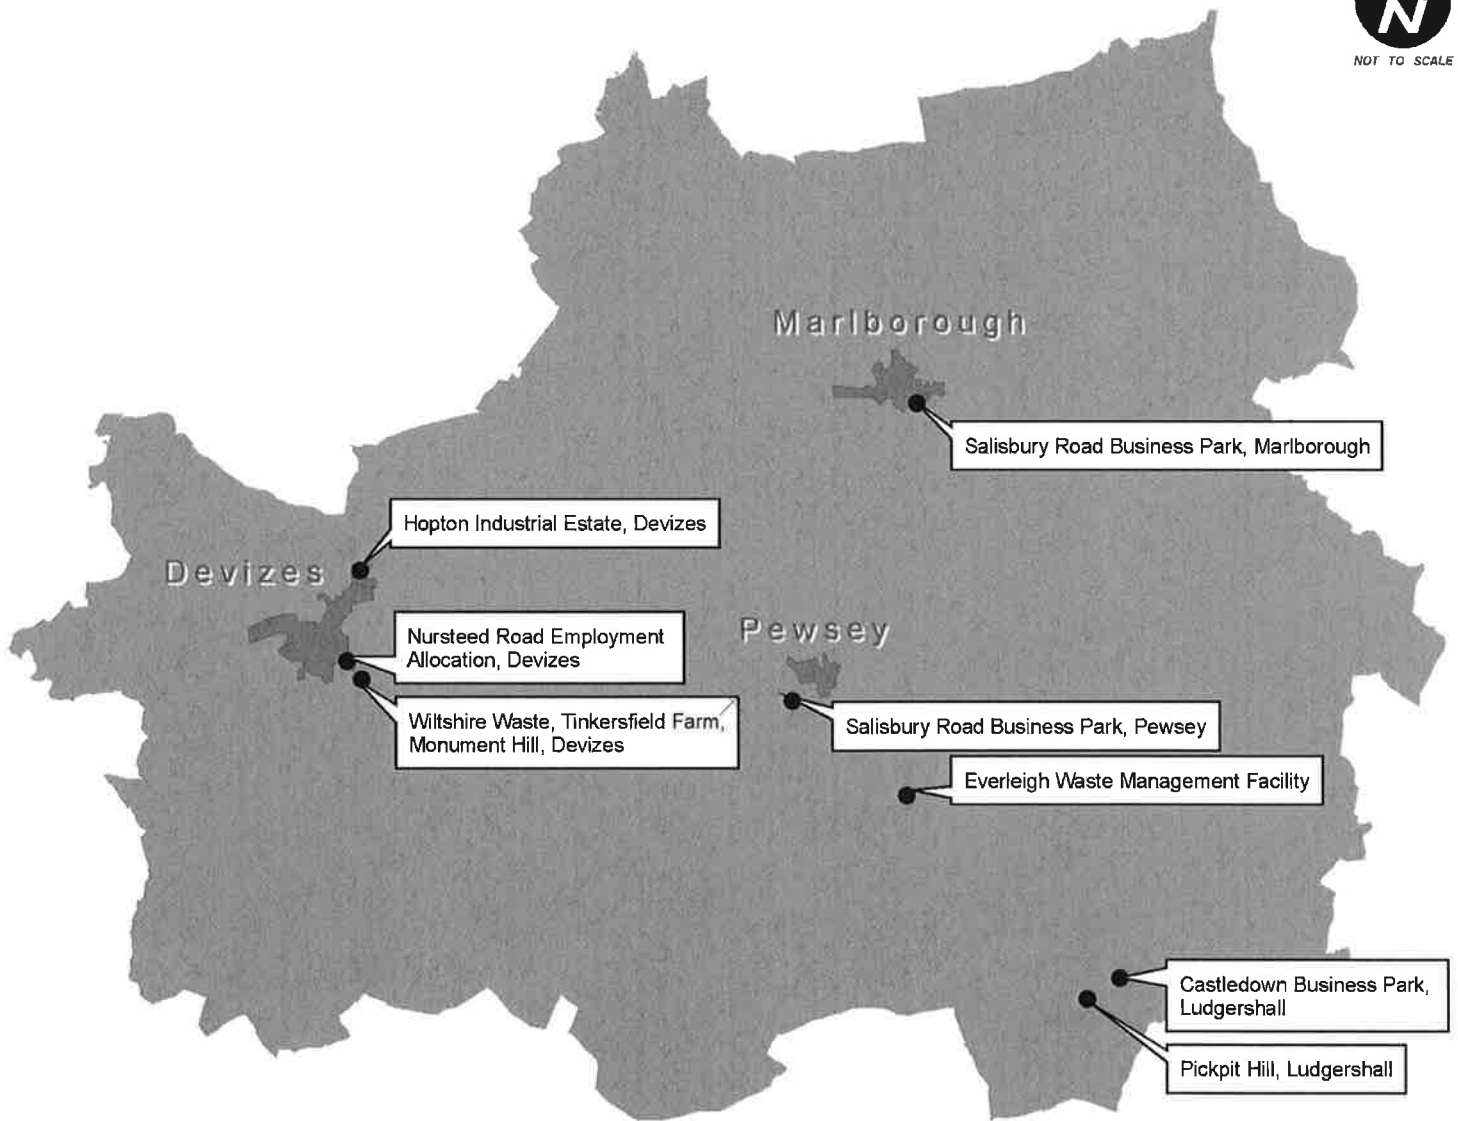 N
NOT TO SCALE
Marlborough
Salisbury Road Business Park, Marlborough
Hopton Industrial Estate, Devizes
Devizes
Nursteed Road Employment
Allocation, Devizes
Pewsey
Wiltshire Waste, Tinkersfield Farm,
Monument Hill, Devizes
Salisbury Road Business Park, Pewsey
Everleigh Waste Management Facility
Castledown Business Park,
Ludgershall
Pickpit Hill, Ludgershall